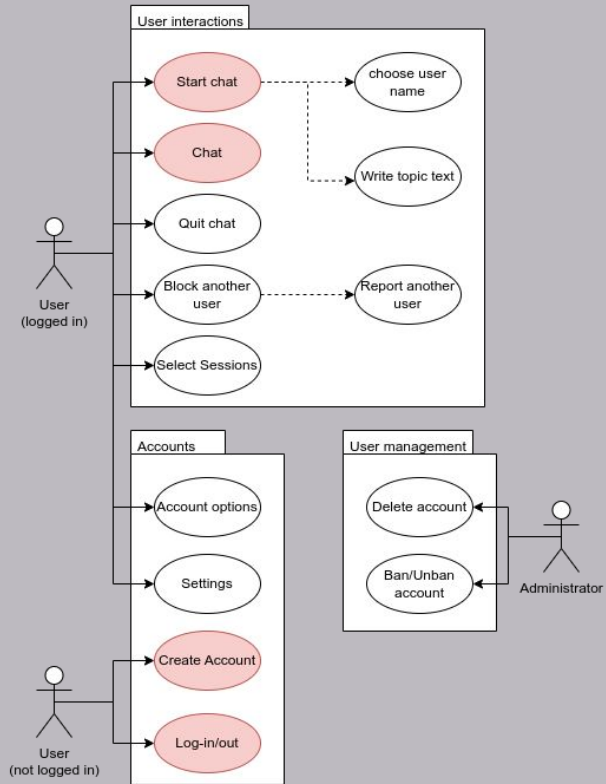 User interactions
Start chat
choose user
name
Chat
Write topic text
Quit chat
User
(logged in)
Block another
user
Report another
user
Select Sessions
Accounts
User management
Account options
Delete account
Settings
Ban/Unban
account
Administrator
Create Account
Log-in/out
User
(not logged in)